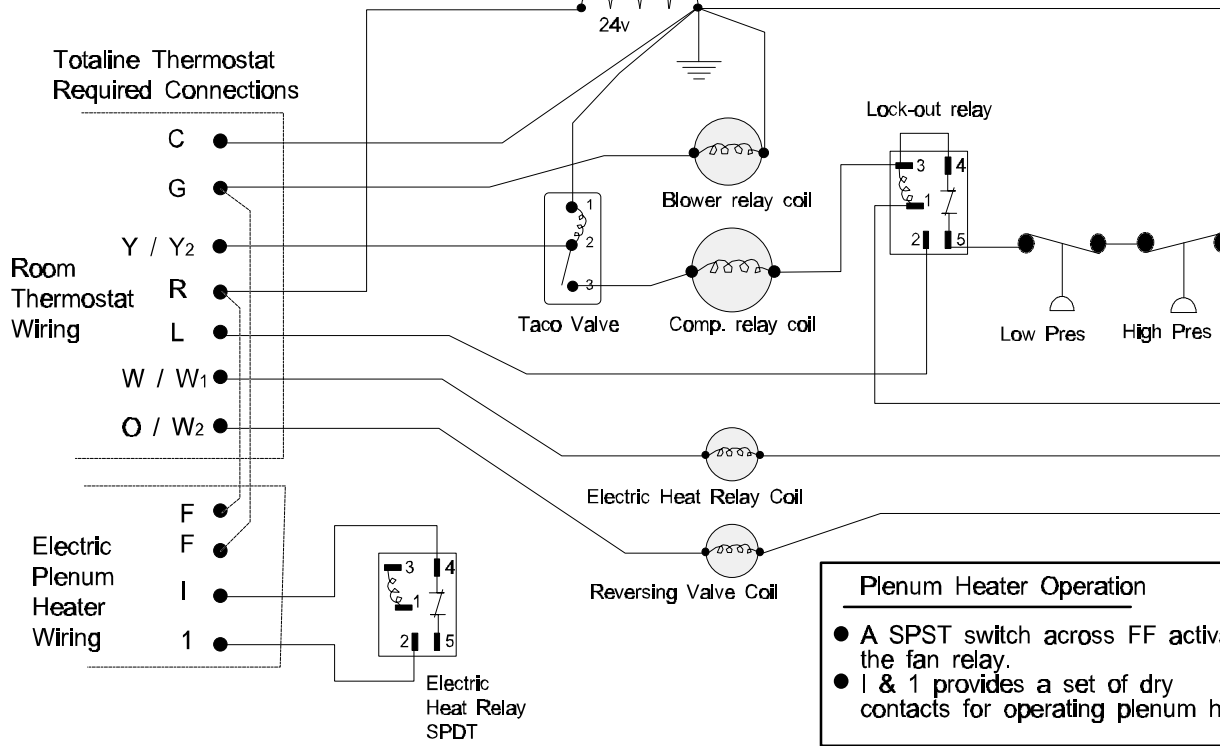 24v
Totaline Thermostat
Required Connections
Lock-out relay
C
G
Y / Y2
R
L
W / W1
O / W2
Room
Thermostat
Wiring
1
2
3
Taco Valve
Blower relay coil
Comp. relay coil
3 4
1
2 5
Low Pres
High Pres
Electric Heat Relay Coil
Reversing Valve Coil
F
F
I
1
Electric
Plenum
Heater
Wiring
3 4
1
2 5
Electric
Heat Relay
SPDT
Plenum Heater Operation
● A SPST switch across FF activa
the fan relay.
● I & 1 provides a set of dry
contacts for operating plenum h